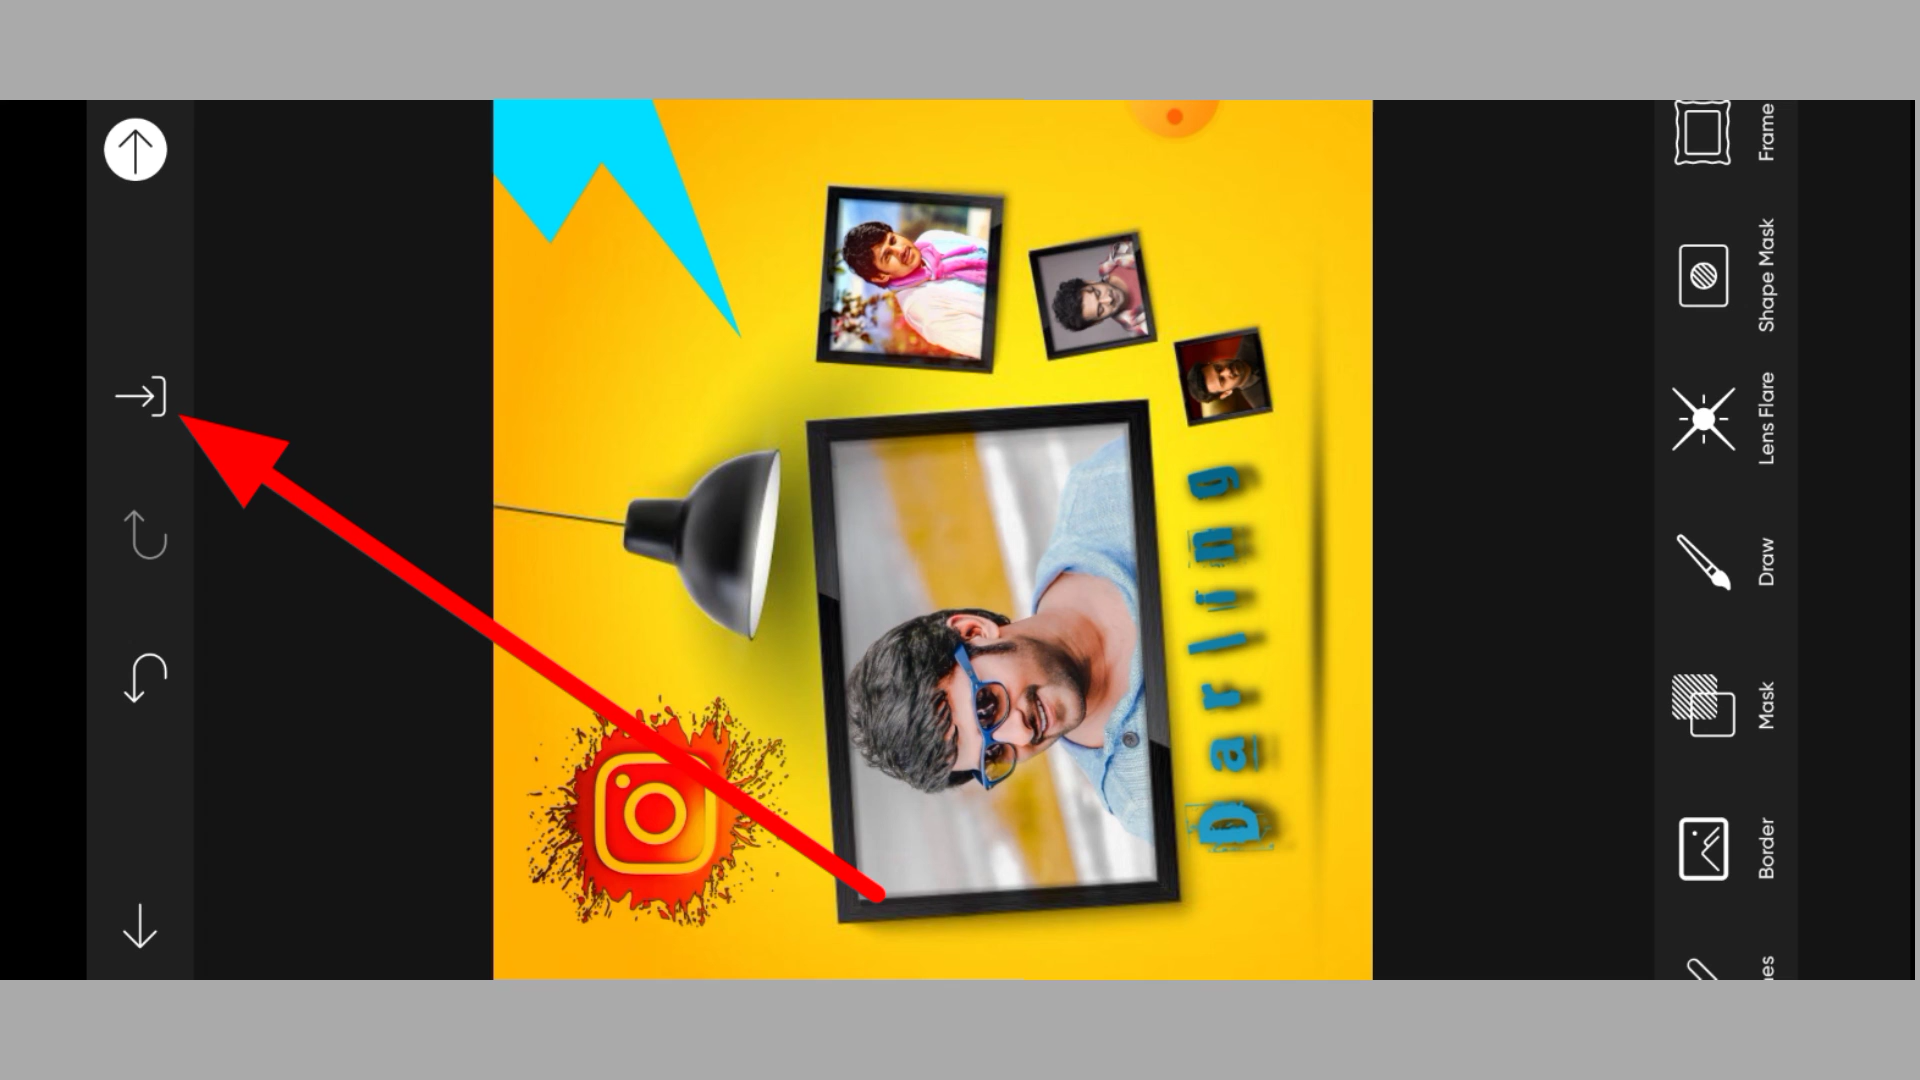 Darling
Border
Mask
Draw
Lens Flare
Shape Mask
Frame